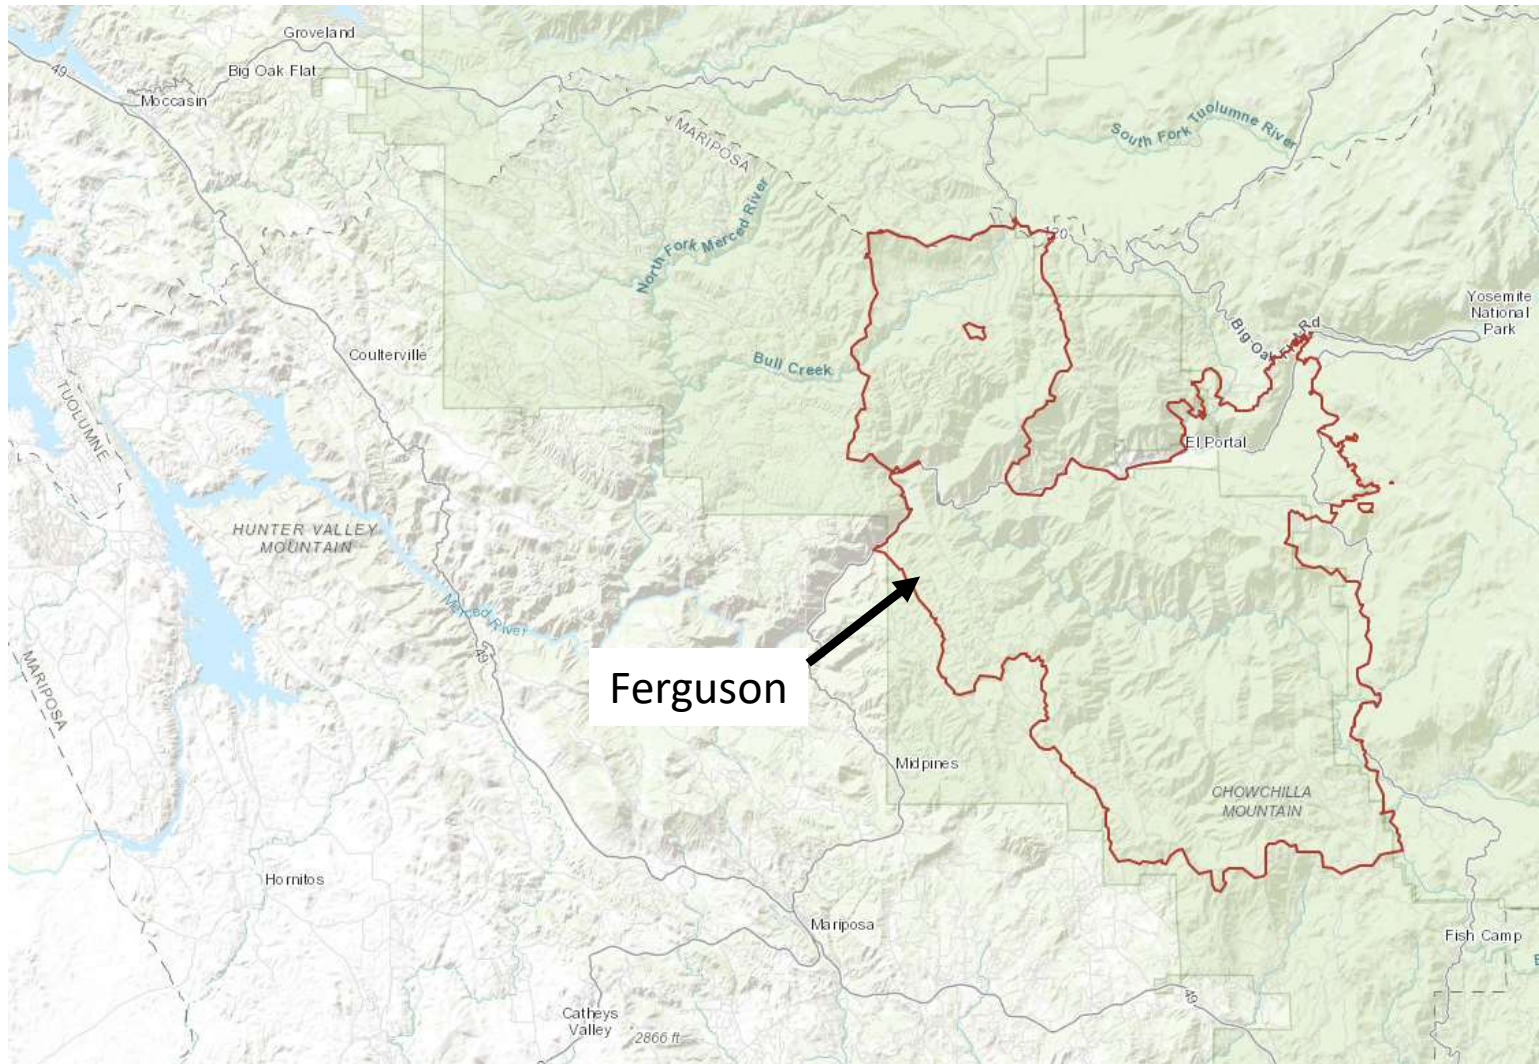 Groveland
Big Oak Flat
49
Moccasin
MARIPOSA
South Fork Tuolumne River
North Fork Merced River
120
Yosemite
National
Park
Big Oak Flat Rd
Coulterville
Bull Creek
TUOLUMNE
El Portal
HUNTER VALLEY
MOUNTAIN
Merced River
49
MARIPOSA
Ferguson
Midpines
CHOWCHILLA
MOUNTAIN
Hornitos
Mariposa
Fish Camp
49
Catheys
Valley
2866 ft